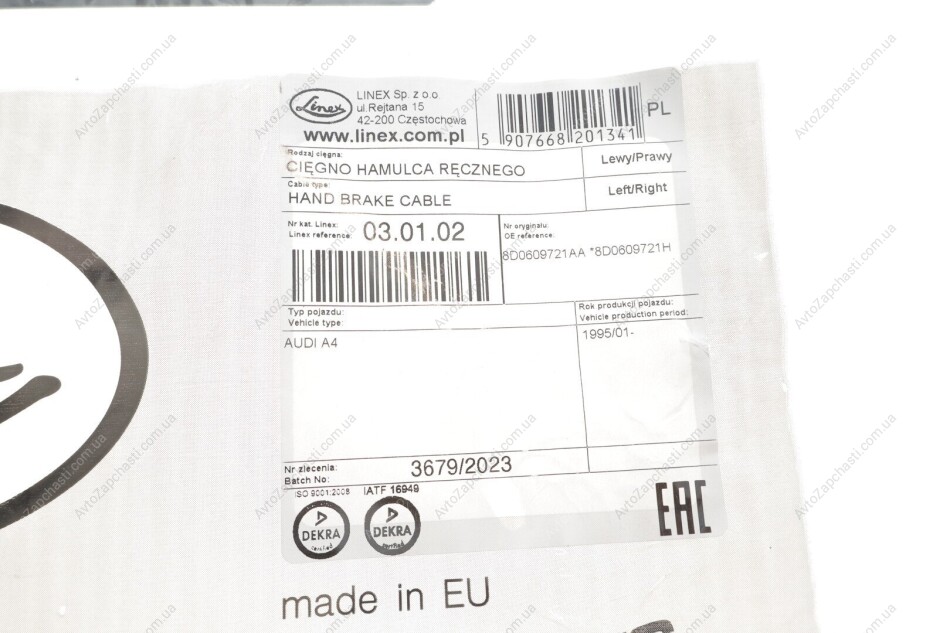 Linex
LINEX Sp. z o.o.
ul.Rejtana 15
42-200 Częstochowa
www.linex.com.pl
5 907668 201341
PL
Rodzaj cięgna:
CIĘGNO HAMULCA RĘCZNEGO
Lewy/Prawy
Cable type:
HAND BRAKE CABLE
Left/Right
Nr kat. Linex:
Linex reference:
03.01.02
Nr oryginału:
OE reference:
8D0609721AA *8D0609721H
Typ pojazdu:
Vehicle type:
Rok produkcji pojazdu:
Vehicle production period:
AUDI A4
1995/01-
Nr zlecenia:
Batch No:
3679/2023
ISO 9001:2008
IATF 16949
DEKRA
certified
DEKRA
certified
EAC
made in EU
AvtoZapchasti.com.ua